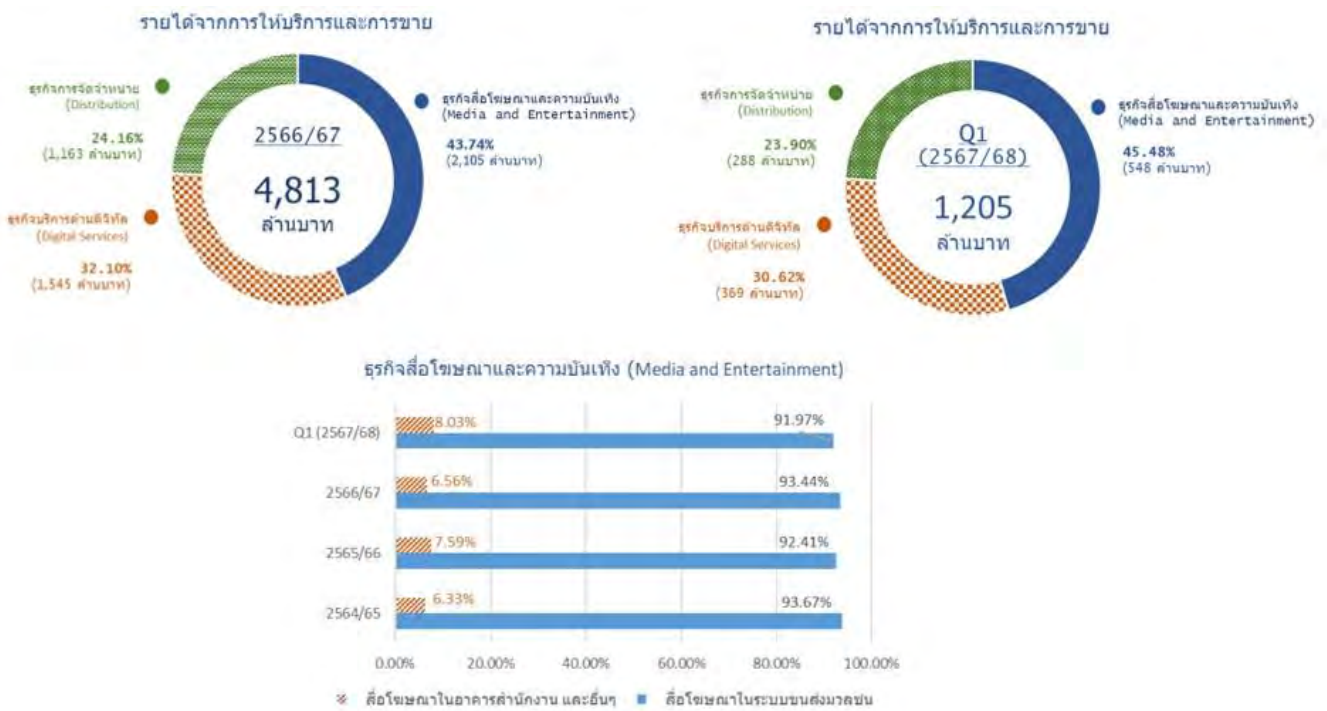 รายได้จากการให้บริการและการขาย
ธุรกิจการจัดจำหน่าย
(Distribution)
24.16%
(1,163 ล้านบาท)
2566/67
4,813
ล้านบาท
ธุรกิจสื่อโฆษณาและความบันเทิง
(Media and Entertainment)
43.74%
(2,105 ล้านบาท)
ธุรกิจบริการด้านดิจิทัล
(Digital Services)
32.10%
(1,545 ล้านบาท)
รายได้จากการให้บริการและการขาย
ธุรกิจการจัดจำหน่าย
(Distribution)
23.90%
(288 ล้านบาท)
Q1
(2567/68)
1,205
ล้านบาท
ธุรกิจสื่อโฆษณาและความบันเทิง
(Media and Entertainment)
45.48%
(548 ล้านบาท)
ธุรกิจบริการด้านดิจิทัล
(Digital Services)
30.62%
(369 ล้านบาท)
ธุรกิจสื่อโฆษณาและความบันเทิง (Media and Entertainment)
Q1 (2567/68) 8.03% 91.97%
2566/67 6.56% 93.44%
2565/66 7.59% 92.41%
2564/65 6.33% 93.67%
0.00% 20.00% 40.00% 60.00% 80.00% 100.00%
สื่อโฆษณาในอาคารสำนักงาน และอื่นๆ สื่อโฆษณาในระบบขนส่งมวลชน